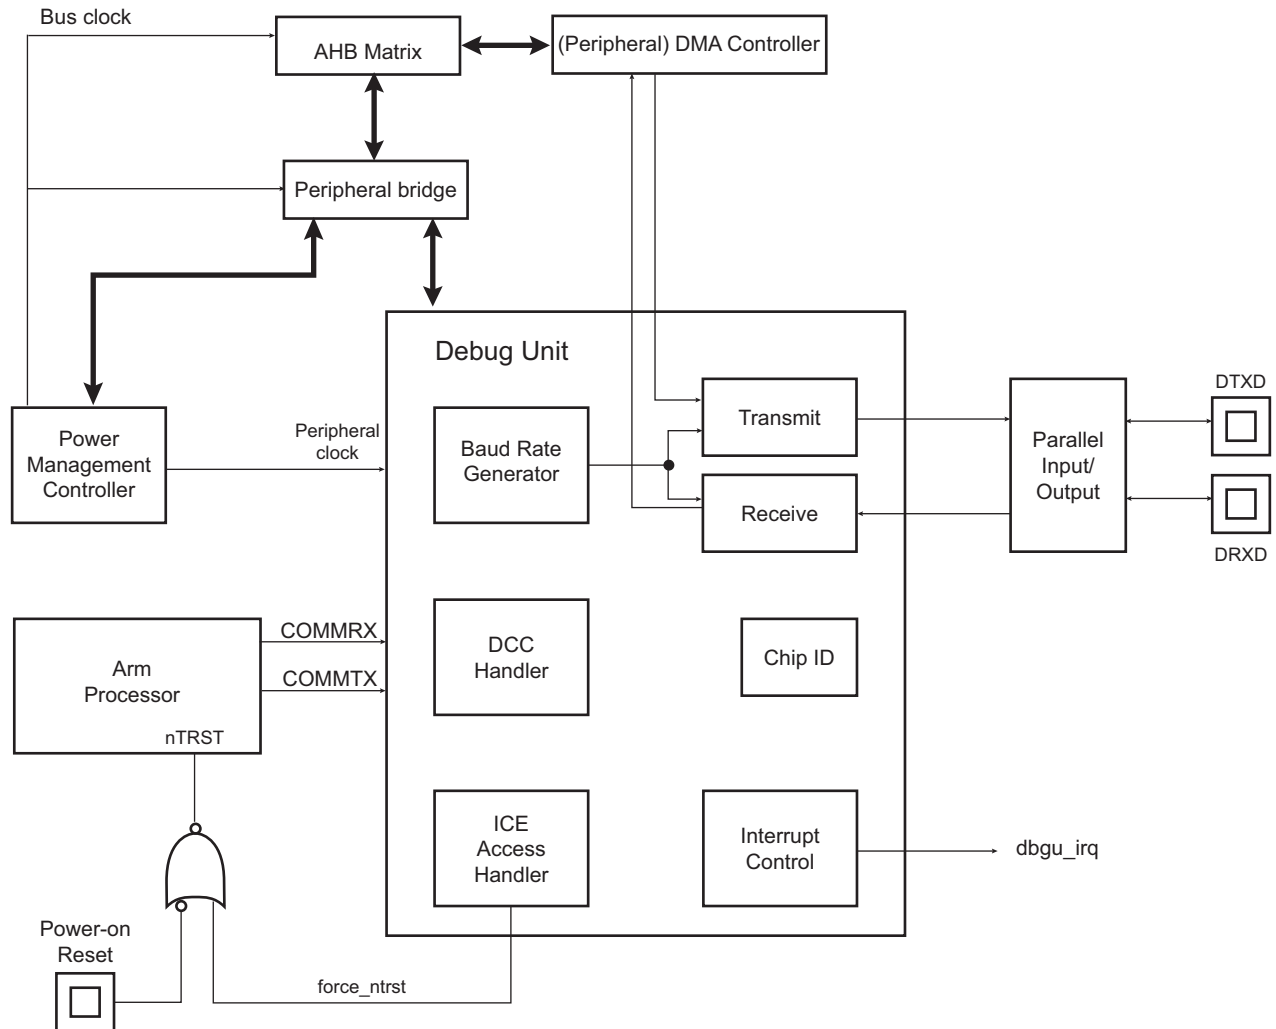 Bus clock
AHB Matrix
(Peripheral) DMA Controller
Peripheral bridge
Debug Unit
Power
Management
Controller
Peripheral
clock
Baud Rate
Generator
Transmit
Receive
Parallel
Input/
Output
DTXD
DRXD
Arm
Processor
nTRST
COMMRX
COMMTX
DCC
Handler
Chip ID
ICE
Access
Handler
Interrupt
Control
dbgu_irq
Power-on
Reset
force_ntrst